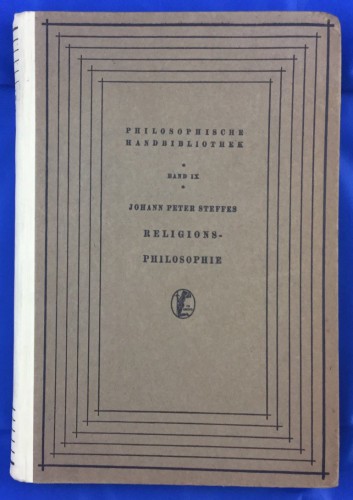 PHILOSOPHISCHE
HANDBIBLIOTHEK
BAND IX
JOHANN PETER STEFFES
RELIGIONS-
PHILOSOPHIE